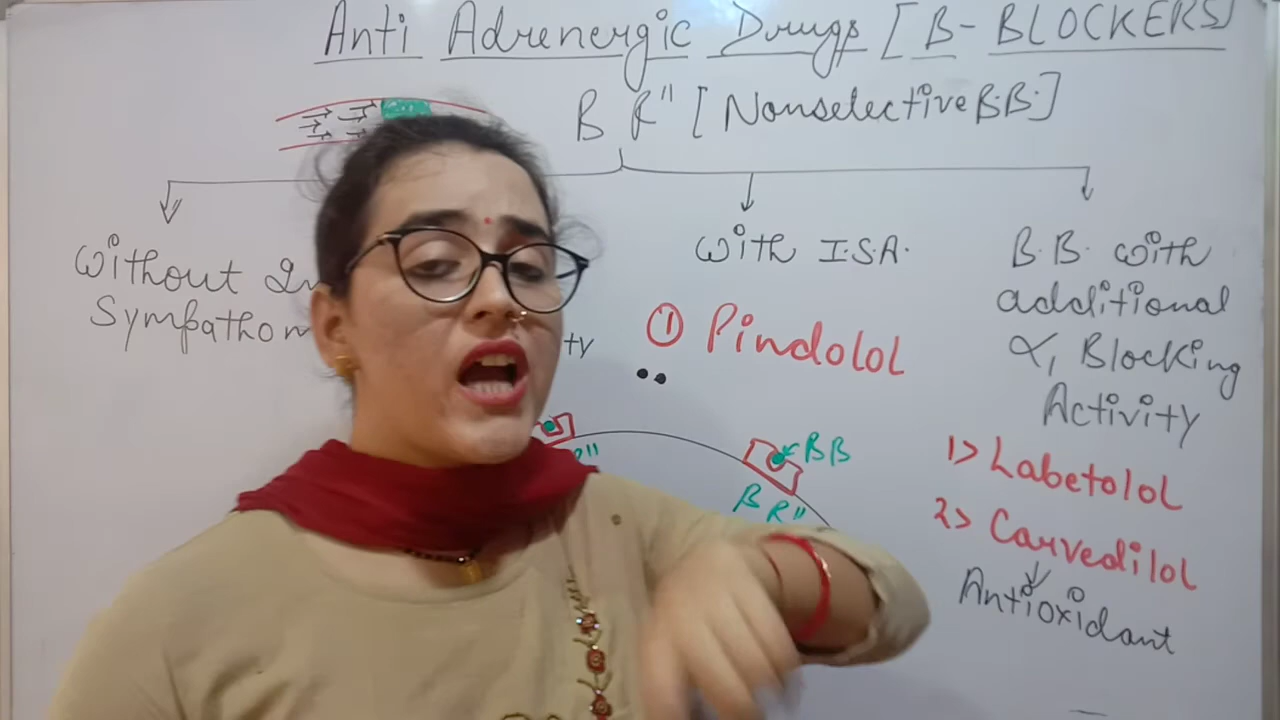 Anti Adrenergic Drugs [B-BLOCKERS]
B R" [Nonselective B.B.]
Without
Sympathom
ty
With I.S.A.
① Pindolol
B.B. with
additional
α, Blocking
Activity
1> Labetolol
2> Carvedilol
Antioxidant
R"
BB
β R"